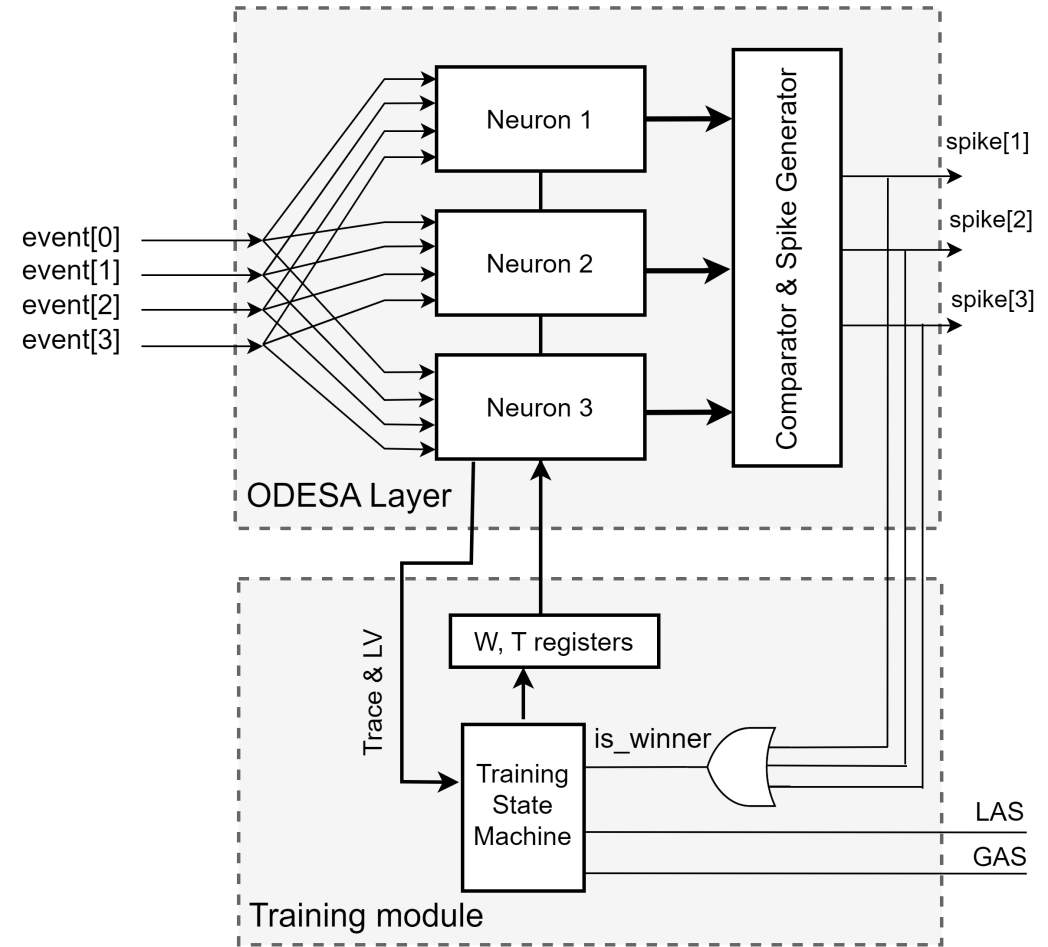 Neuron 1
Comparator & Spike Generator
spike[1]
event[0]
event[1]
event[2]
event[3]
Neuron 2
spike[2]
spike[3]
Neuron 3
ODESA Layer
W, T registers
Trace & LV
is_winner
Training
State
Machine
LAS
GAS
Training module